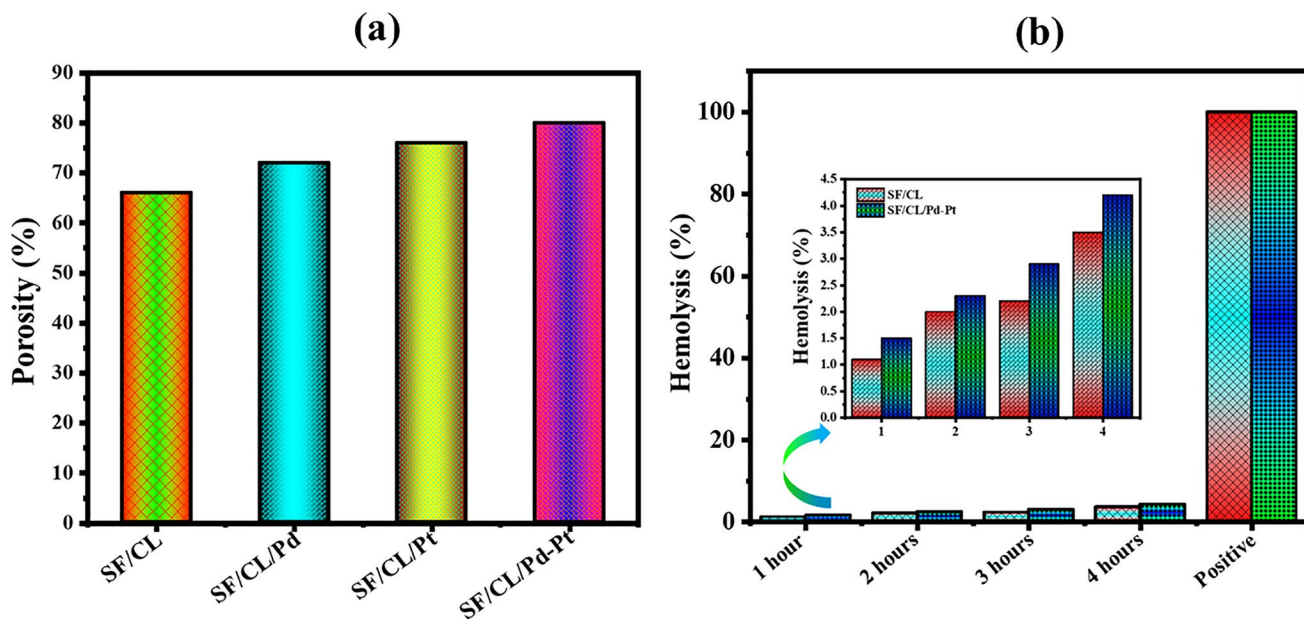 (a)
Porosity (%)
90
80
70
60
50
40
30
20
10
0
SF/CL
SF/CL/Pd
SF/CL/Pt
SF/CL/Pd-Pt
(b)
Hemolysis (%)
100
80
60
40
20
0
1 hour
2 hours
3 hours
4 hours
Positive
Hemolysis (%)
4.5
4.0
3.5
3.0
2.5
2.0
1.5
1.0
0.5
0.0
1
2
3
4
SF/CL
SF/CL/Pd-Pt